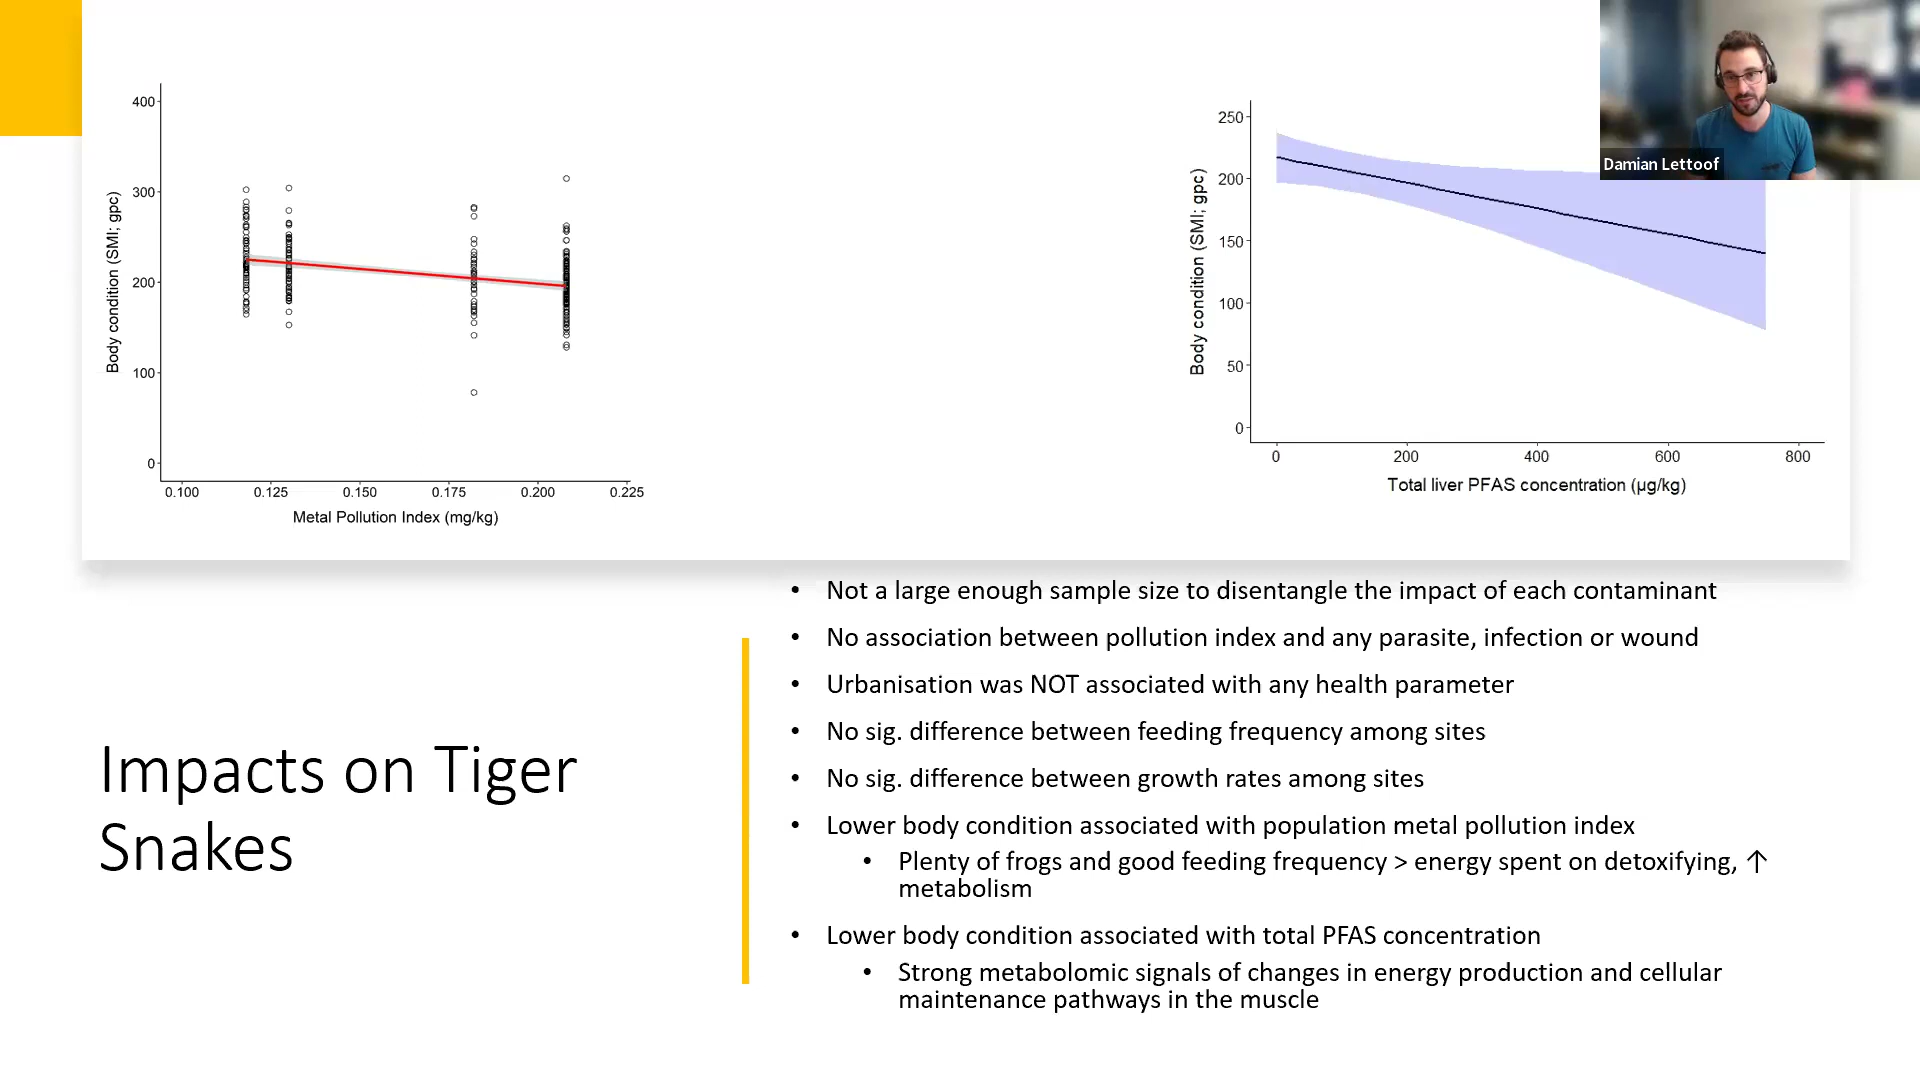 400
300
200
100
0
Body condition (SMI; gpc)
0.100 0.125 0.150 0.175 0.200 0.225
Metal Pollution Index (mg/kg)
250
200
150
100
50
0
Body condition (SMI; gpc)
0 200 400 600 800
Total liver PFAS concentration (µg/kg)
Damian Lettoof
Impacts on Tiger
Snakes
• Not a large enough sample size to disentangle the impact of each contaminant
• No association between pollution index and any parasite, infection or wound
• Urbanisation was NOT associated with any health parameter
• No sig. difference between feeding frequency among sites
• No sig. difference between growth rates among sites
• Lower body condition associated with population metal pollution index
• Plenty of frogs and good feeding frequency > energy spent on detoxifying, ↑
metabolism
• Lower body condition associated with total PFAS concentration
• Strong metabolomic signals of changes in energy production and cellular
maintenance pathways in the muscle